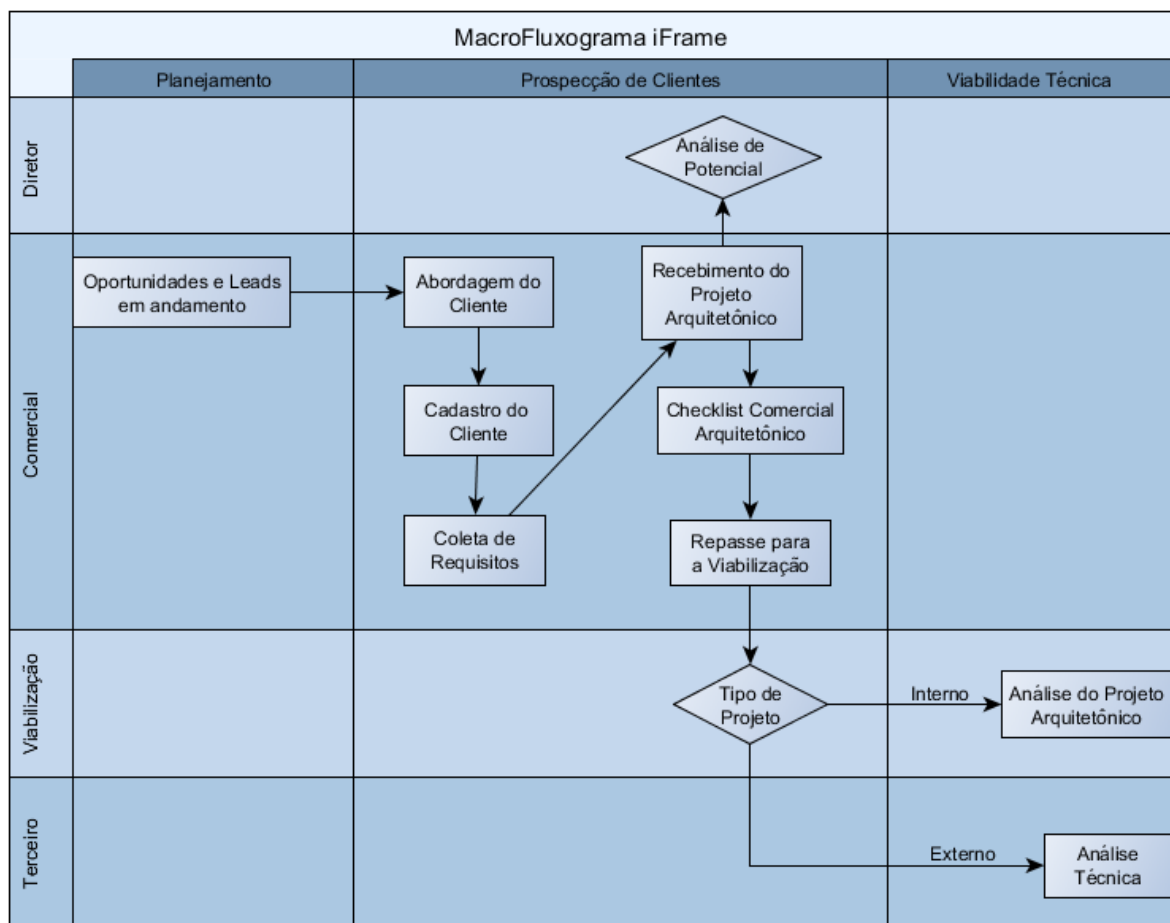 MacroFluxograma iFrame
Planejamento
Prospecção de Clientes
Viabilidade Técnica
Diretor
Análise de
Potencial
Comercial
Oportunidades e Leads
em andamento
Abordagem do
Cliente
Cadastro do
Cliente
Coleta de
Requisitos
Recebimento do
Projeto
Arquitetônico
Checklist Comercial
Arquitetônico
Repasse para
a Viabilização
Viabilização
Tipo de
Projeto
Interno
Análise do Projeto
Arquitetônico
Terceiro
Externo
Análise
Técnica